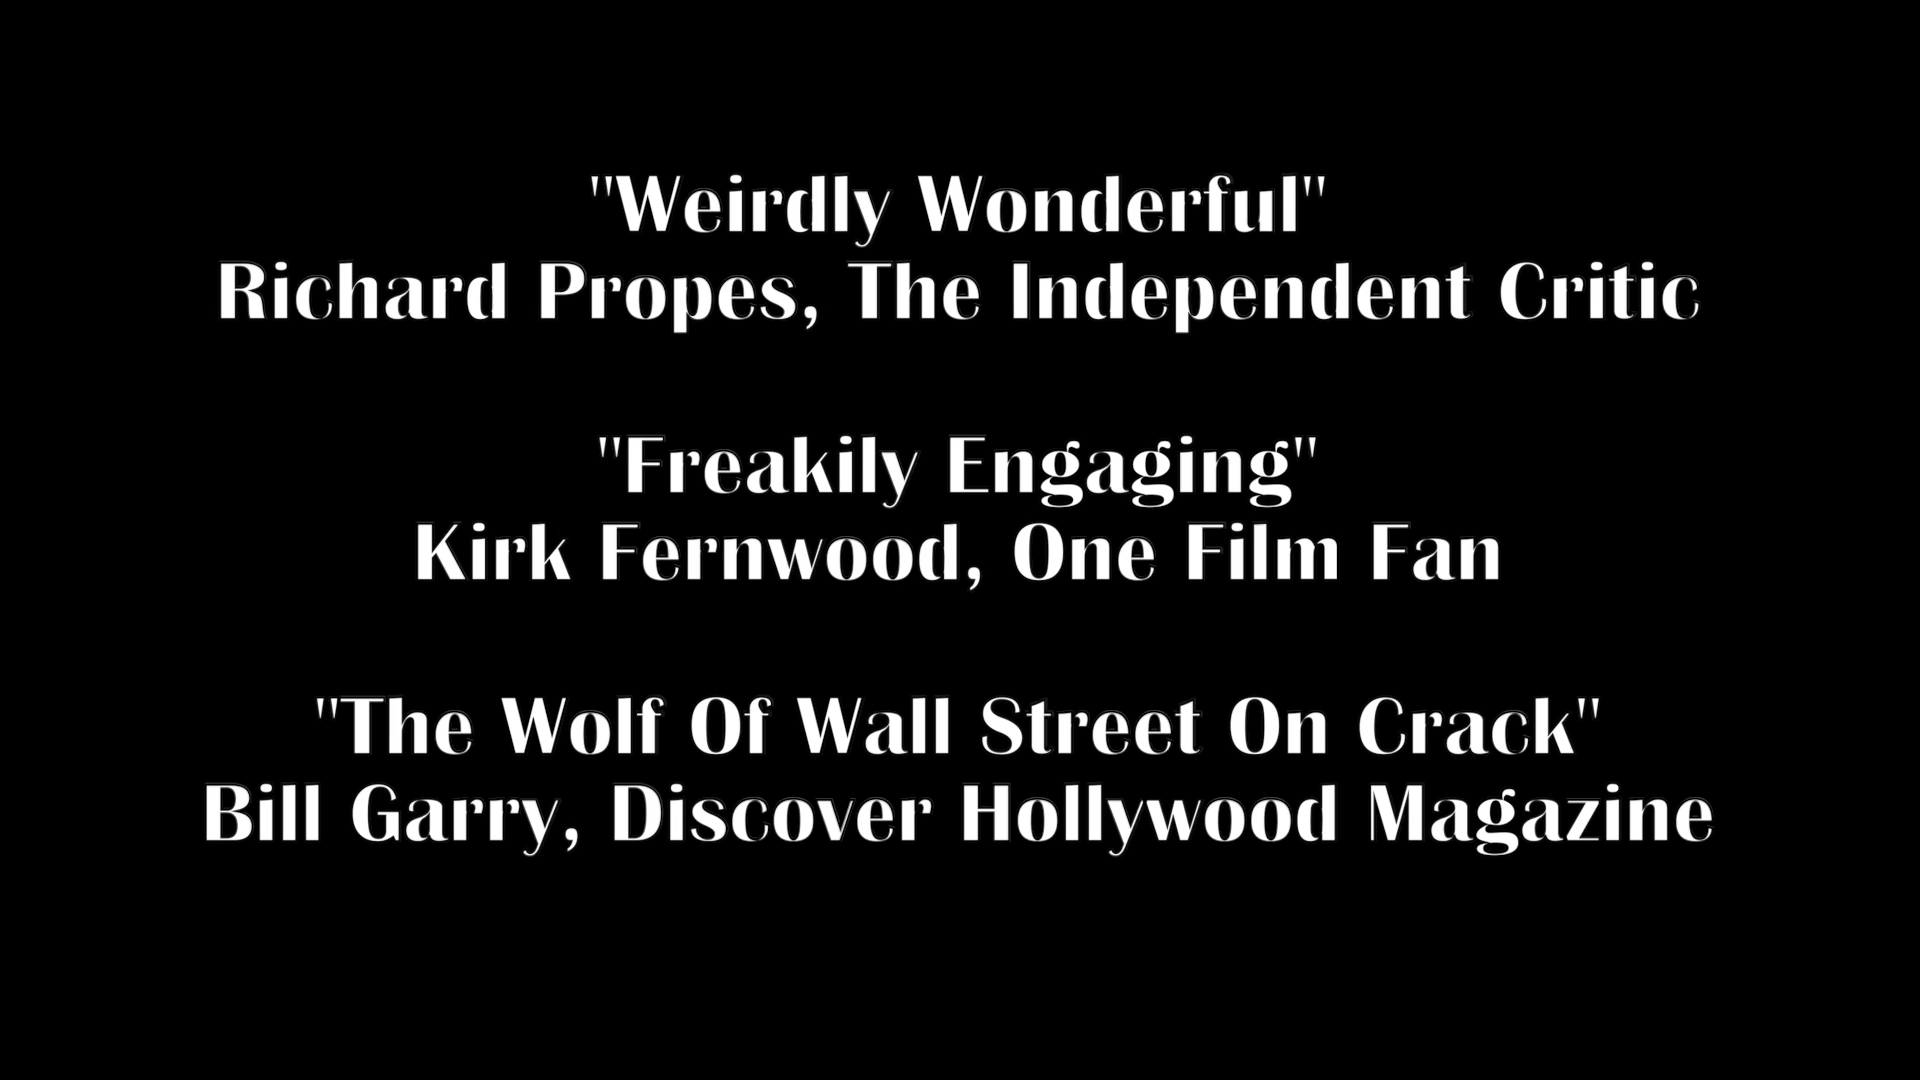 "Weirdly Wonderful"
Richard Propes, The Independent Critic
"Freakily Engaging"
Kirk Fernwood, One Film Fan
"The Wolf Of Wall Street On Crack"
Bill Garry, Discover Hollywood Magazine